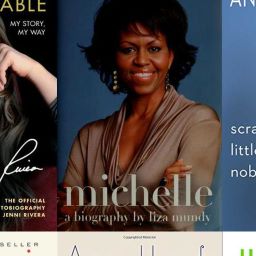 ABLE
MY STORY,
MY WAY
THE OFFICIAL
TOBIOGRAPHY
JENNI RIVERA
michelle
a biography by liza mundy
AN
scra
littl
nob
SELLER